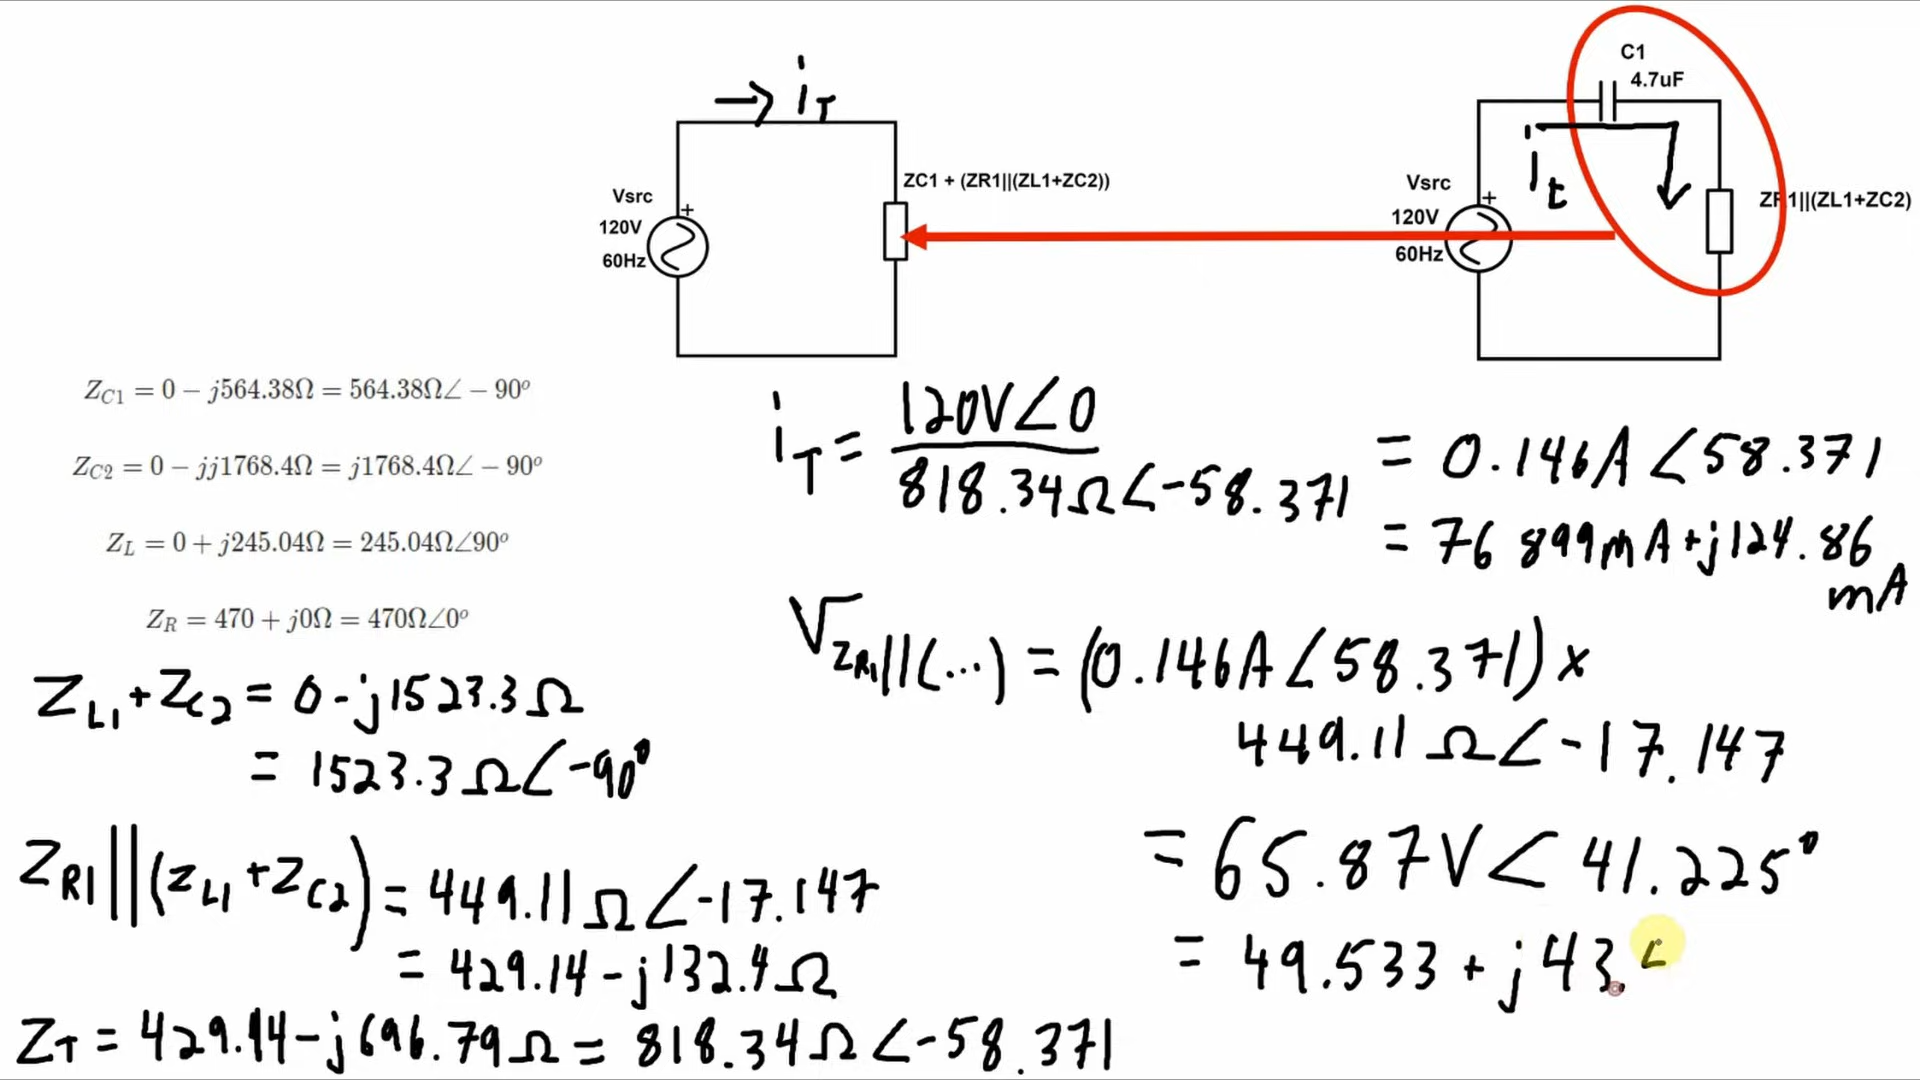 i_T
C1
4.7uF
Vsrc
120V
60Hz
+
ZC1 + (ZR1||(ZL1+ZC2))
Vsrc
120V
60Hz
+
i_t
ZR1||(ZL1+ZC2)
Z_C1 = 0 − j564.38Ω = 564.38Ω∠ − 90°
Z_C2 = 0 − jj1768.4Ω = j1768.4Ω∠ − 90°
Z_L = 0 + j245.04Ω = 245.04Ω∠90°
Z_R = 470 + j0Ω = 470Ω∠0°
Z_L1 + Z_C2 = 0 - j1523.3Ω
= 1523.3Ω∠-90°
Z_R1||(Z_L1 + Z_C2) = 449.11Ω∠-17.147
= 429.14 - j132.4Ω
Z_T = 429.14 - j696.79Ω = 818.34Ω∠-58.371
i_T = 120V∠0 / 818.34Ω∠-58.371
= 0.146A∠58.371
= 76 899mA + j124.86
mA
V_ZR1||(...) = (0.146A∠58.371) x
449.11Ω∠-17.147
= 65.87V∠41.225°
= 49.533 + j43.